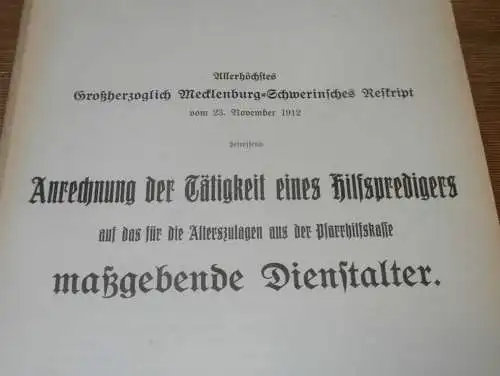 Allerhöchstes
Großherzoglich Mecklenburg-Schwerinsches Reskript
vom 23. November 1912
betreffend
Anrechnung der Tätigkeit eines Hilfspredigers
auf das für die Alterszulagen aus der Pfarrhilfskasse
maßgebende Dienstalter.